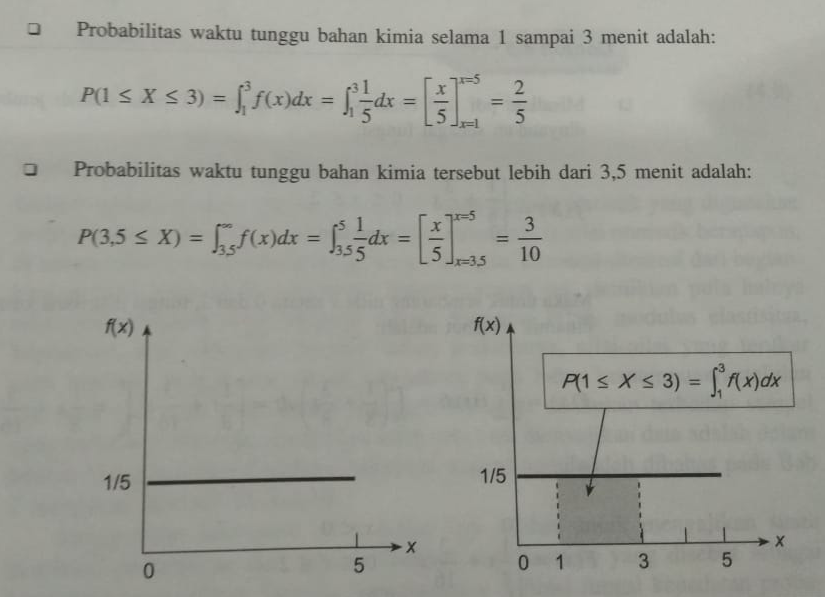 ❑ Probabilitas waktu tunggu bahan kimia selama 1 sampai 3 menit adalah:
P(1 ≤ X ≤ 3) = ∫₁³ f(x)dx = ∫₁³ 1/5 dx = [x/5]ₓ₌₁ˣ⁼⁵ = 2/5
❑ Probabilitas waktu tunggu bahan kimia tersebut lebih dari 3,5 menit adalah:
P(3,5 ≤ X) = ∫_{3,5}^{∞} f(x)dx = ∫_{3,5}^{5} 1/5 dx = [x/5]_{x=3,5}^{x=5} = 3/10
f(x)
1/5
0 5 x
f(x)
P(1 ≤ X ≤ 3) = ∫₁³ f(x)dx
1/5
0 1 3 5 x